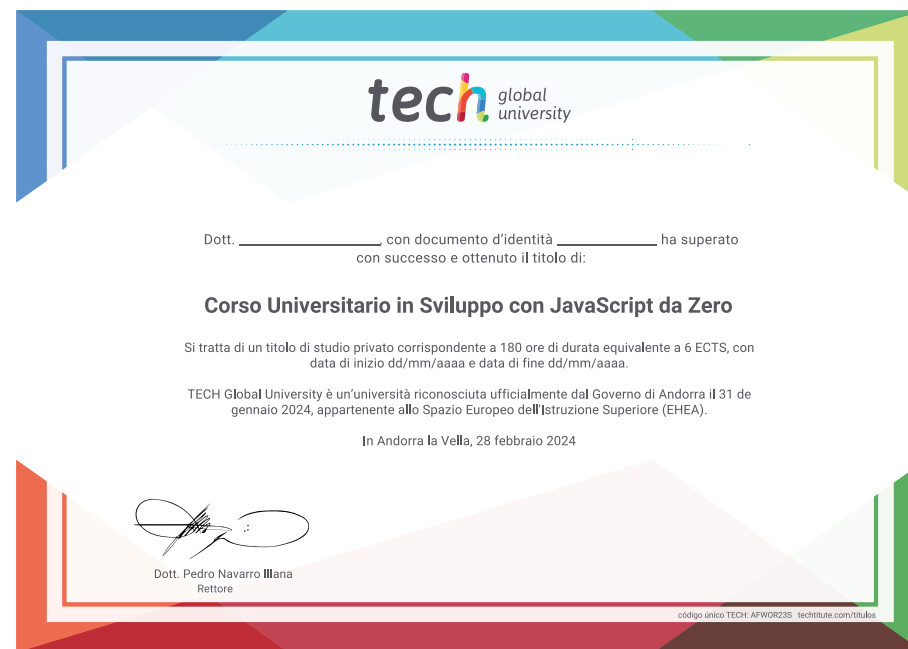 tech global university
Dott. ____________________, con documento d'identità ______________ ha superato
con successo e ottenuto il titolo di:
Corso Universitario in Sviluppo con JavaScript da Zero
Si tratta di un titolo di studio privato corrispondente a 180 ore di durata equivalente a 6 ECTS, con
data di inizio dd/mm/aaaa e data di fine dd/mm/aaaa.
TECH Global University è un'università riconosciuta ufficialmente dal Governo di Andorra il 31 de
gennaio 2024, appartenente allo Spazio Europeo dell'Istruzione Superiore (EHEA).
In Andorra la Vella, 28 febbraio 2024
Dott. Pedro Navarro Illana
Rettore
código único TECH: AFWOR23S techtitute.com/titulos